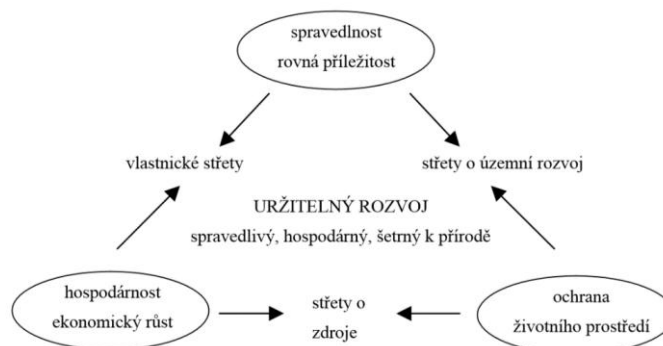 spravedlnost
rovná příležitost
vlastnické střety
střety o územní rozvoj
URŽITELNÝ ROZVOJ
spravedlivý, hospodárný, šetrný k přírodě
hospodárnost
ekonomický růst
střety o
zdroje
ochrana
životního prostředí